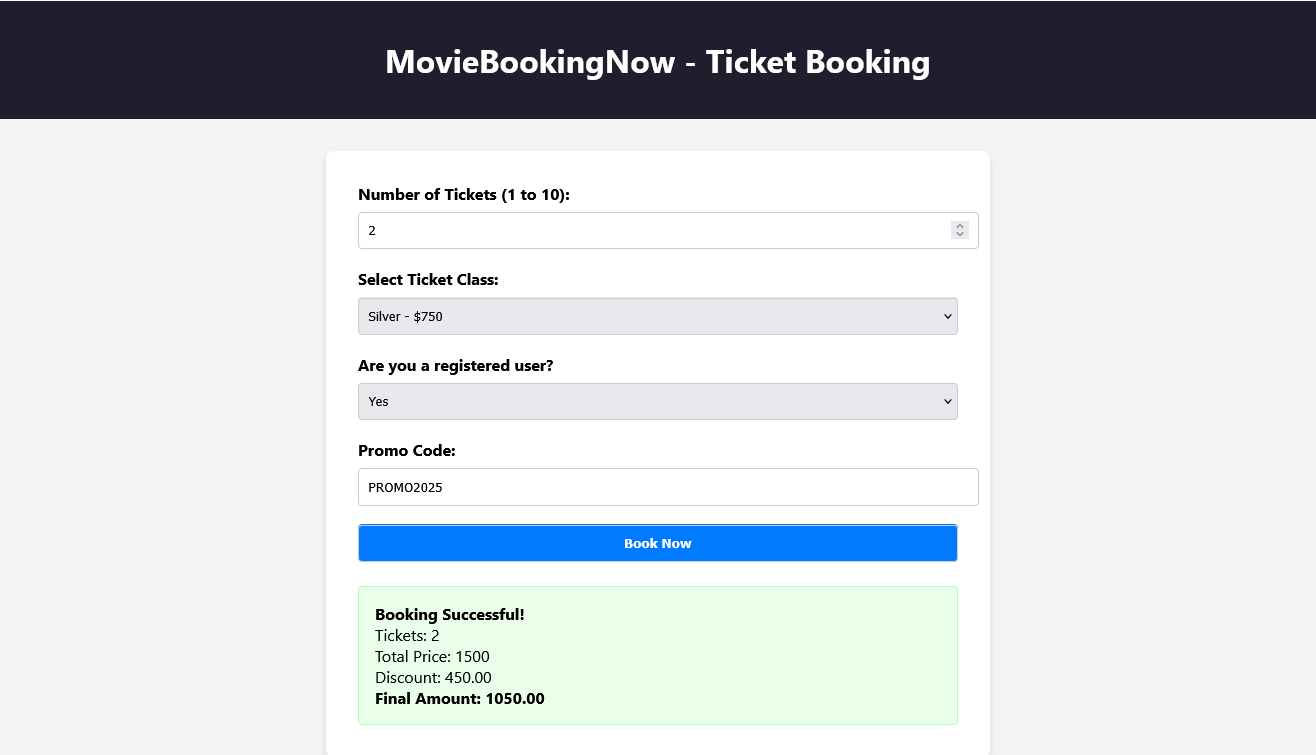 MovieBookingNow - Ticket Booking
Number of Tickets (1 to 10):
2
Select Ticket Class:
Silver - $750
Are you a registered user?
Yes
Promo Code:
PROMO2025
Book Now
Booking Successful!
Tickets: 2
Total Price: 1500
Discount: 450.00
Final Amount: 1050.00